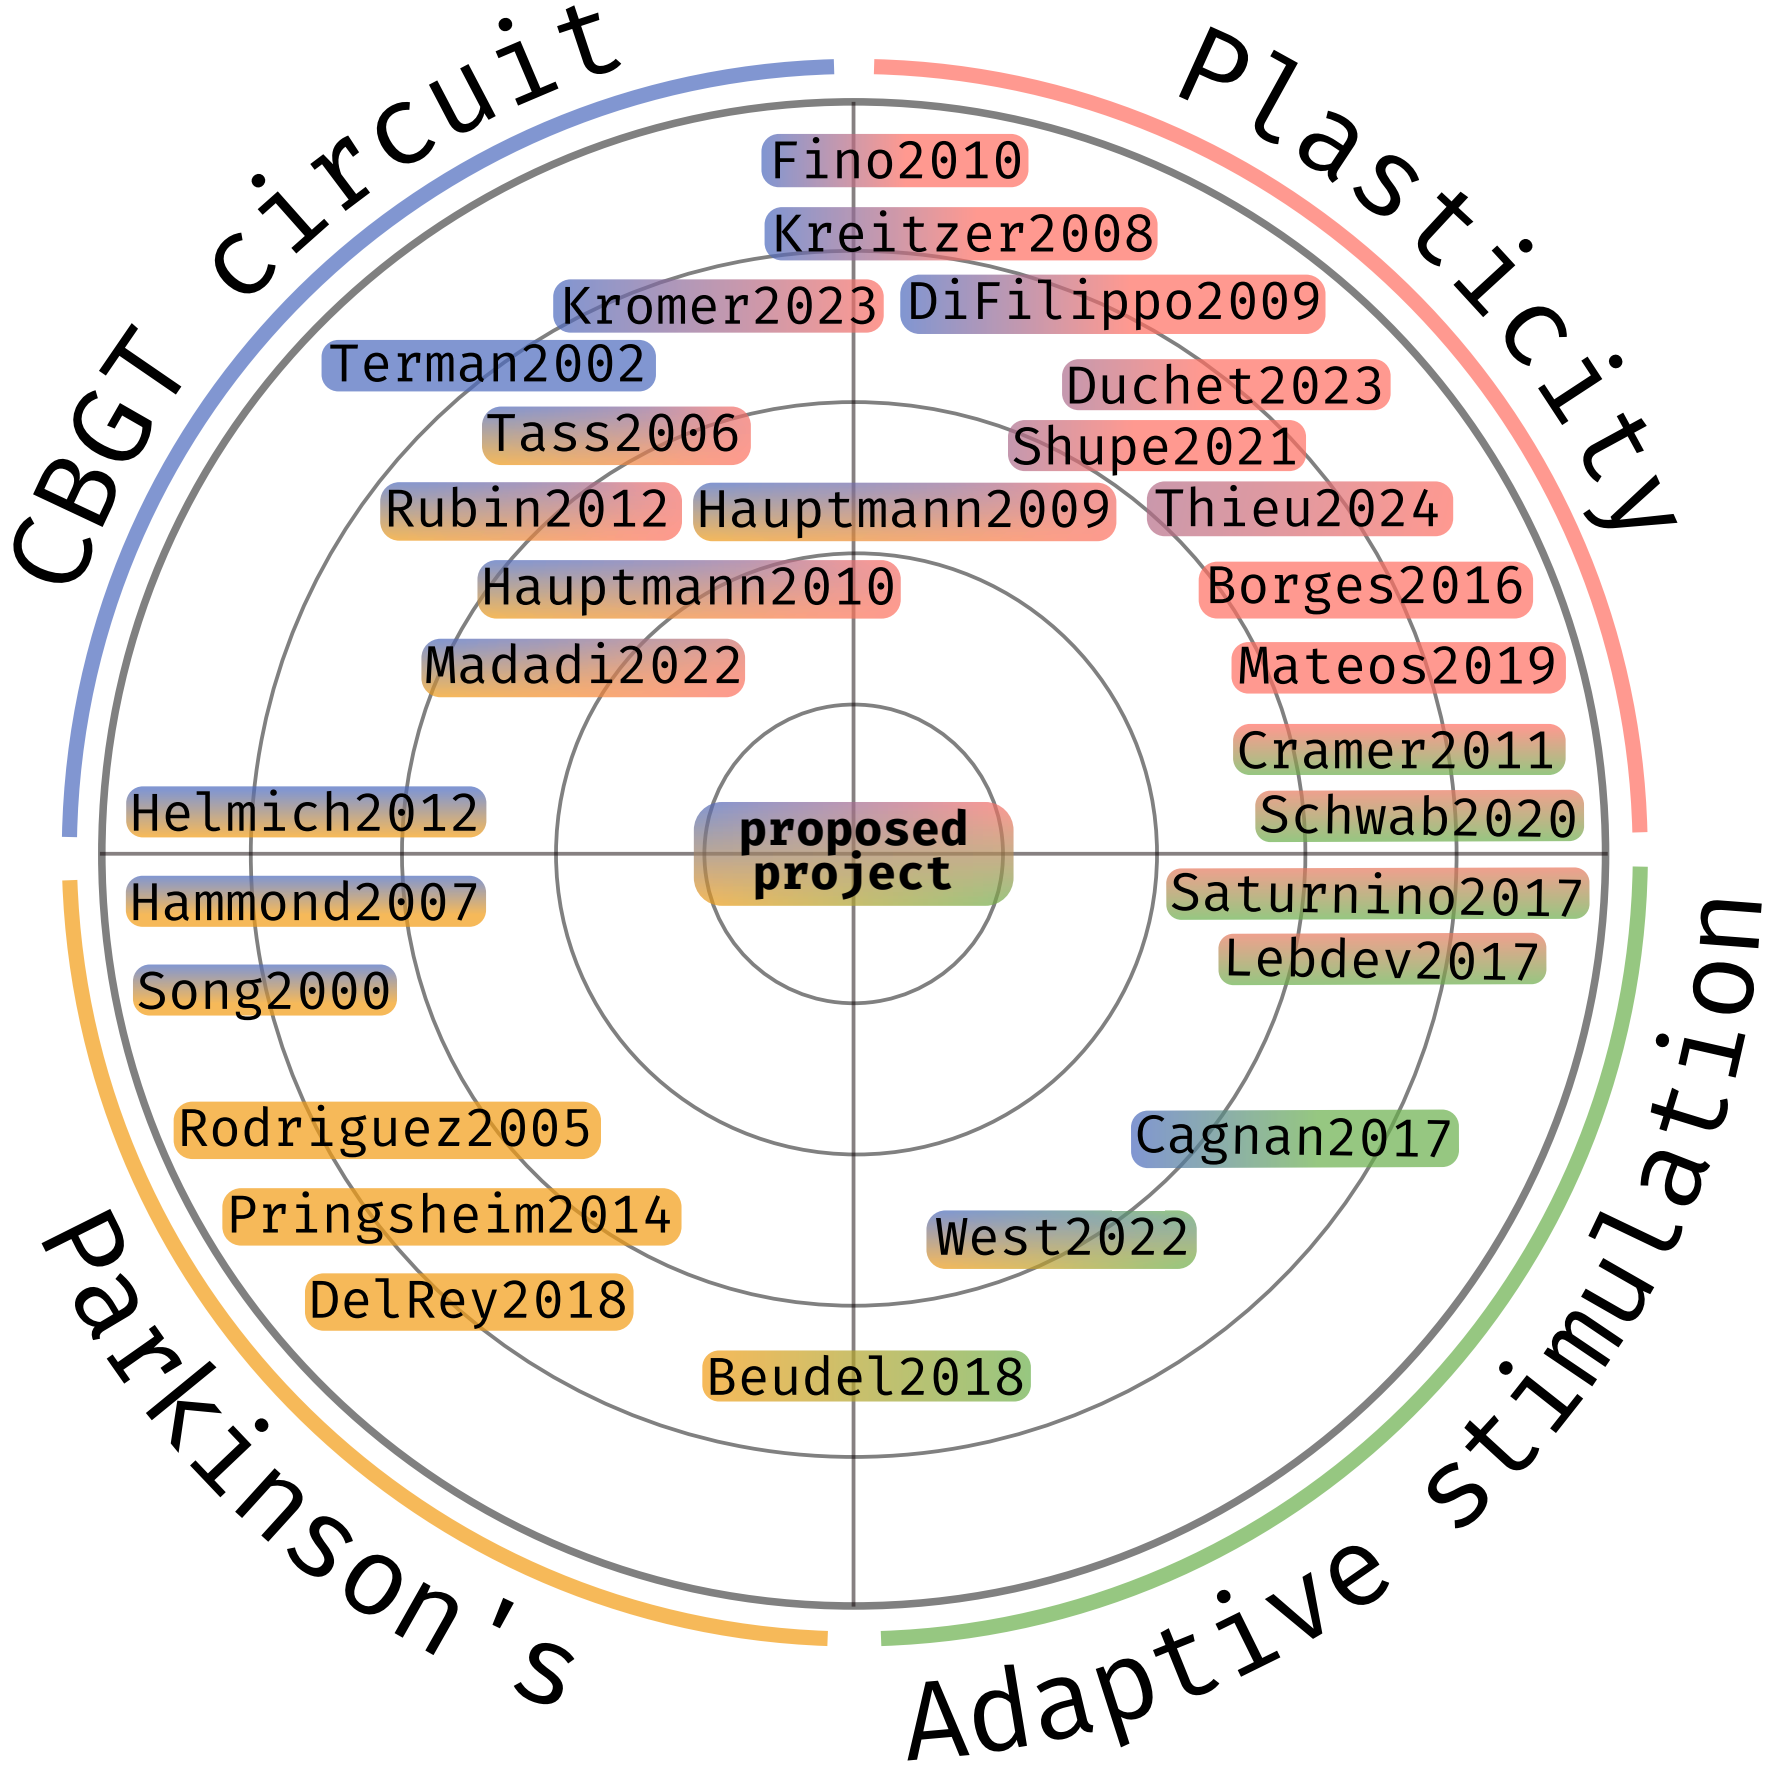 CBGT circuit
Plasticity
Fino2010
Kreitzer2008
Kromer2023
DiFilippo2009
Terman2002
Duchet2023
Tass2006
Shupe2021
Rubin2012
Hauptmann2009
Thieu2024
Hauptmann2010
Borges2016
Madadi2022
Mateos2019
Cramer2011
Helmich2012
Schwab2020
proposed
project
Hammond2007
Saturnino2017
Lebdev2017
Song2000
Rodriguez2005
Cagnan2017
Pringsheim2014
West2022
DelRey2018
Beudel2018
Parkinson's
Adaptive stimulation